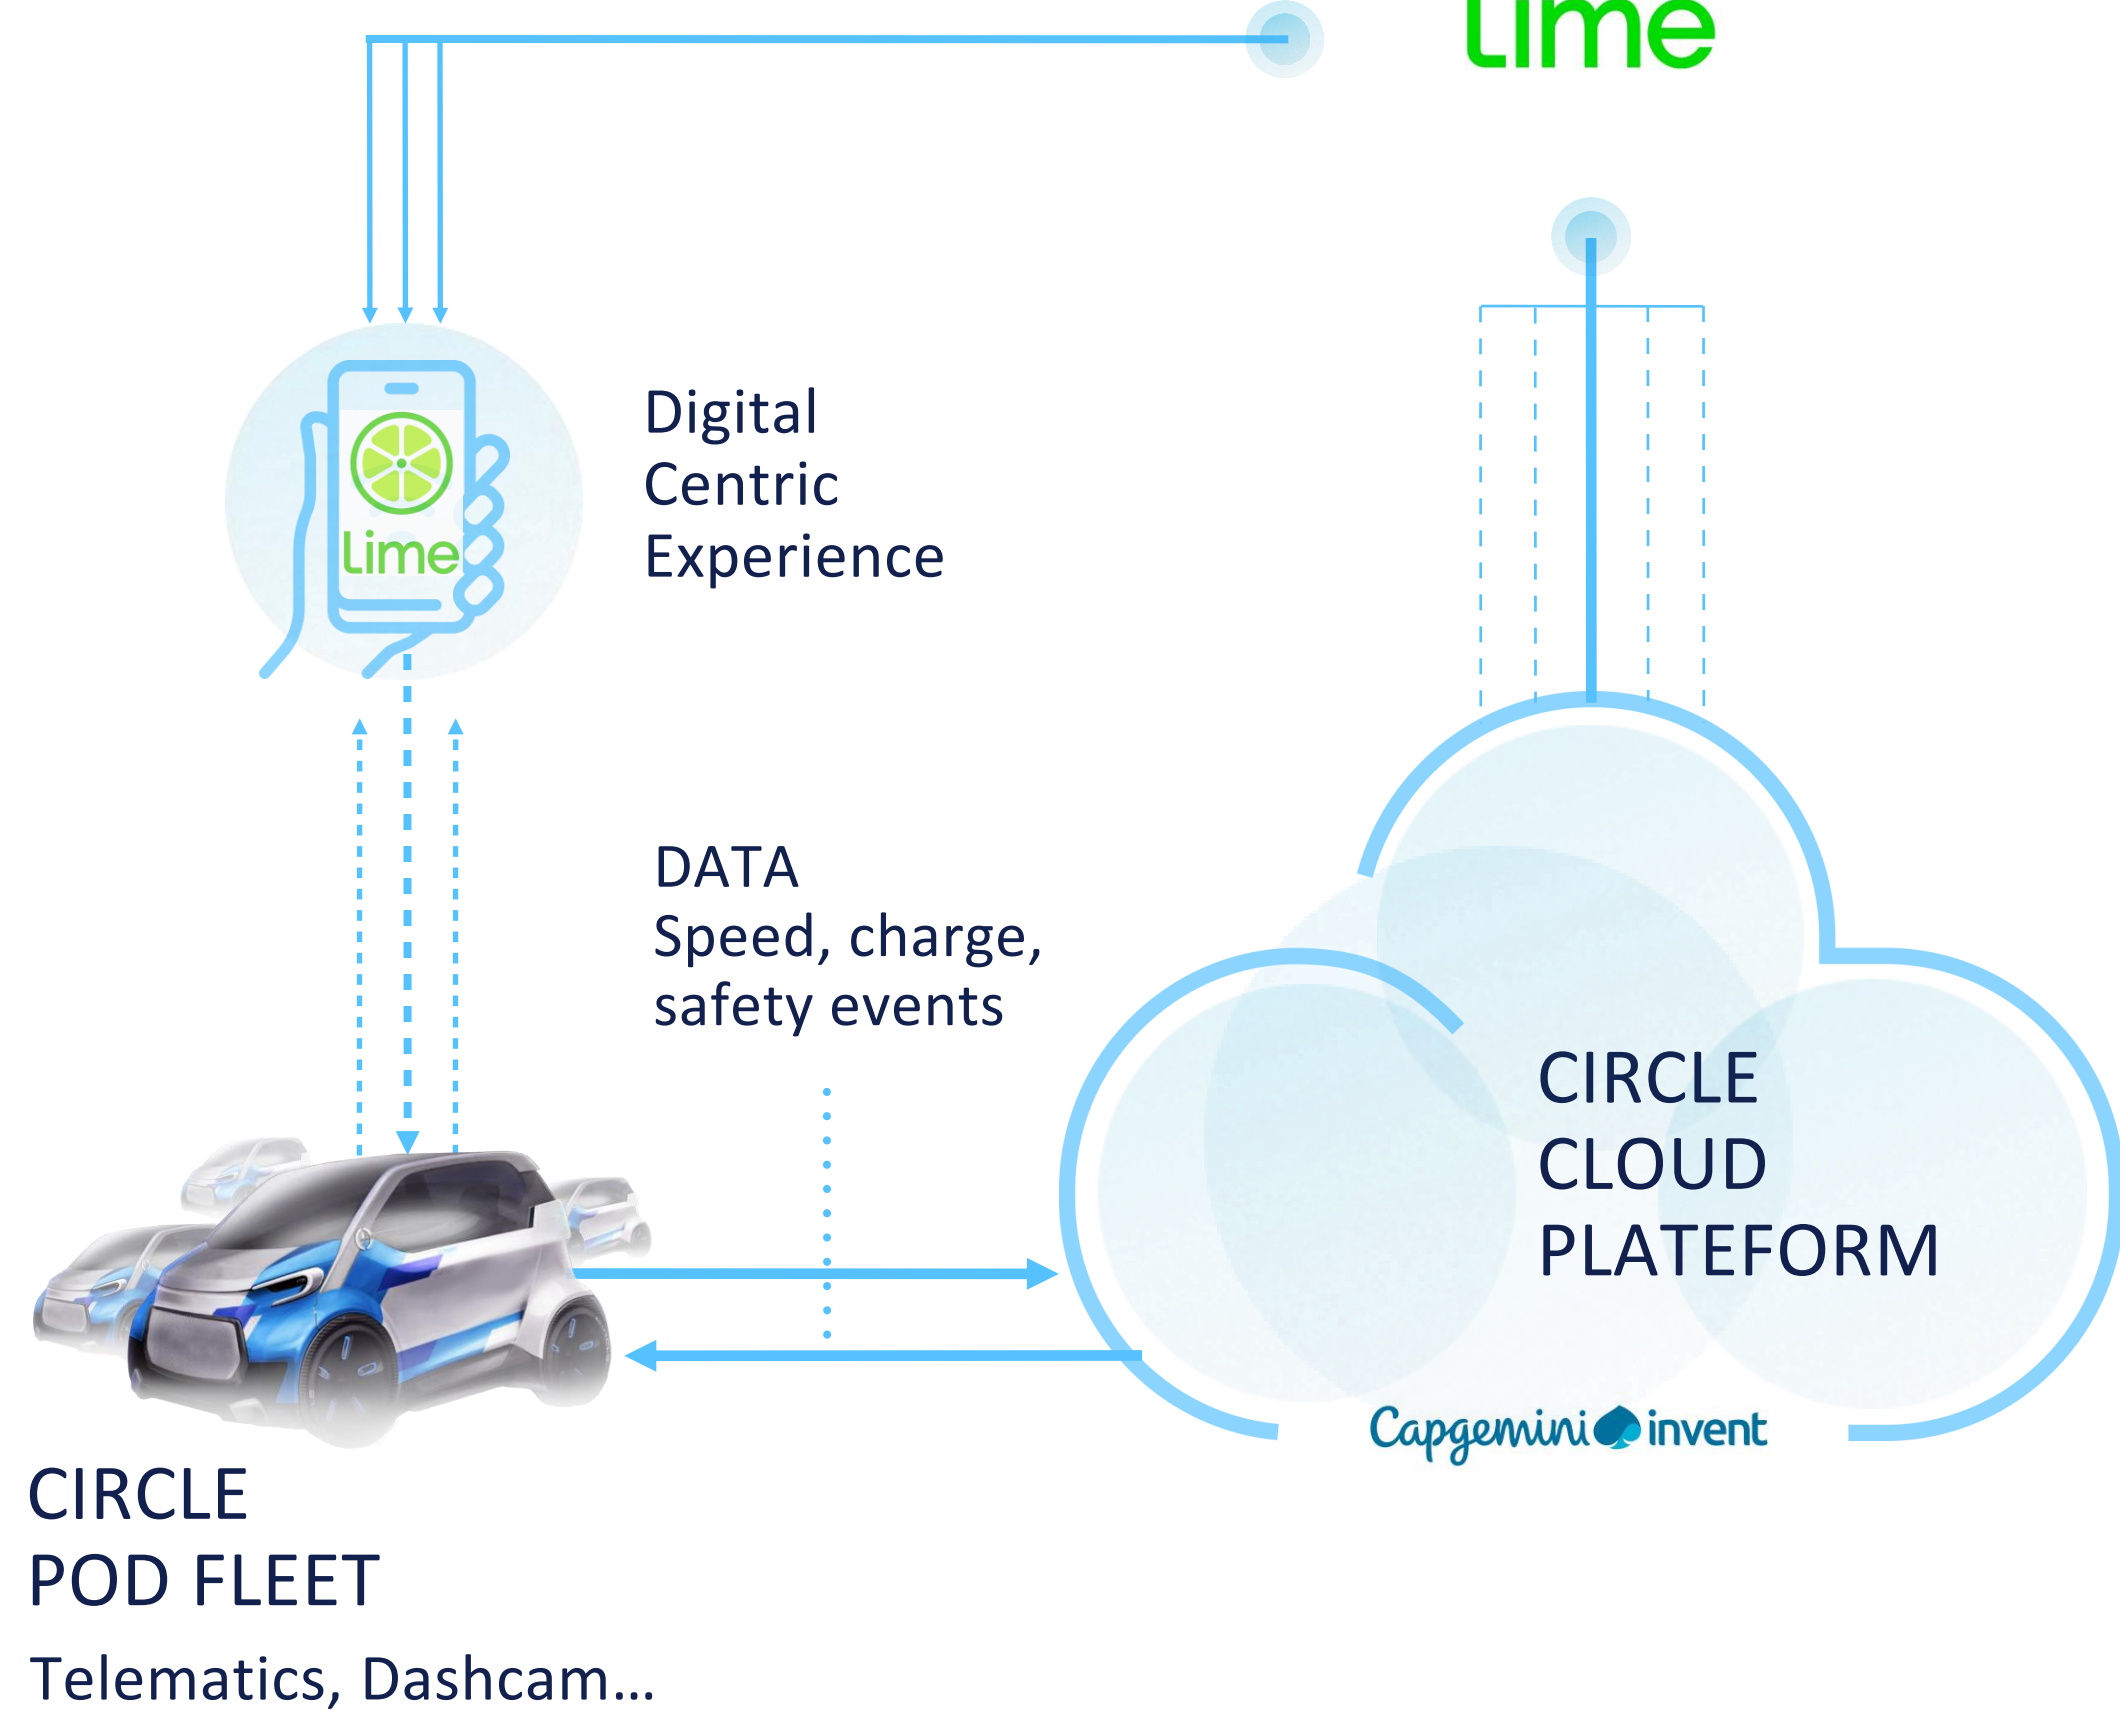 Lime
Digital
Centric
Experience
Lime
DATA
Speed, charge,
safety events
CIRCLE
CLOUD
PLATEFORM
Capgemini invent
CIRCLE
POD FLEET
Telematics, Dashcam...